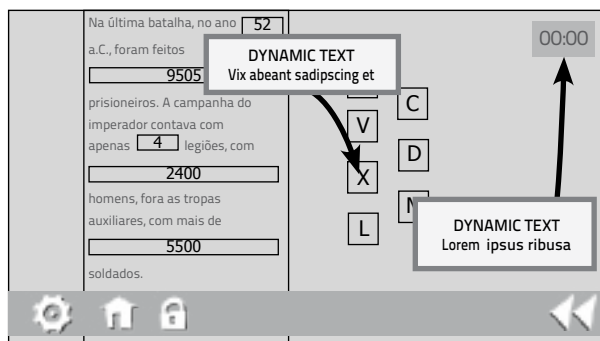 Na última batalha, no ano 52
a.C., foram feitos
9505
prisioneiros. A campanha do
imperador contava com
apenas 4 legiões, com
2400
homens, fora as tropas
auxiliares, com mais de
5500
soldados.
DYNAMIC TEXT
Vix abeant sadipscing et
C
V
D
X
L
00:00
DYNAMIC TEXT
Lorem ipsus ribusa